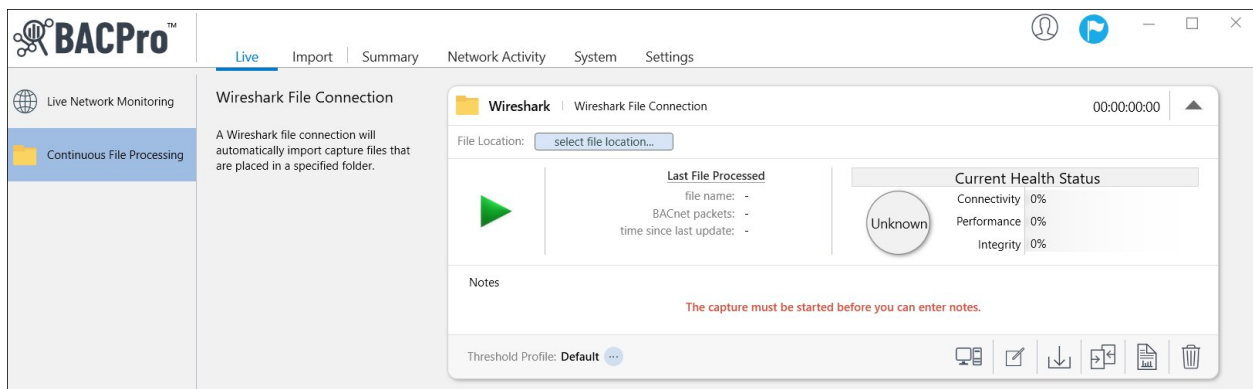 BACPro™
Live Import Summary Network Activity System Settings
Live Network Monitoring
Continuous File Processing
Wireshark File Connection
A Wireshark file connection will
automatically import capture files that
are placed in a specified folder.
Wireshark Wireshark File Connection 00:00:00:00
File Location: select file location...
Last File Processed
file name: -
BACnet packets: -
time since last update: -
Current Health Status
Unknown
Connectivity 0%
Performance 0%
Integrity 0%
Notes
The capture must be started before you can enter notes.
Threshold Profile: Default ...